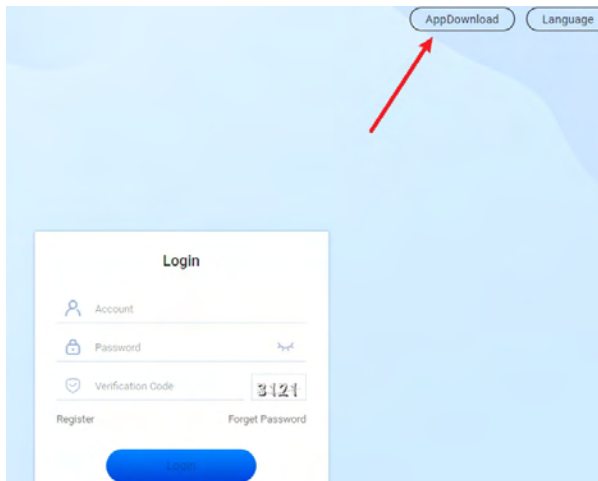 AppDownload Language
Login
Account
Password
Verification Code 3121
Register Forget Password
Login